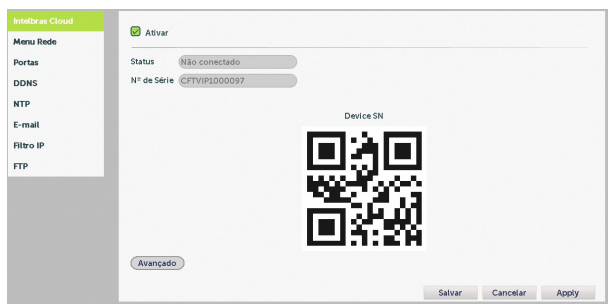 Intelbras Cloud
Menu Rede
Portas
DDNS
NTP
E-mail
Filtro IP
FTP
Ativar
Status Não conectado
Nº de Série CFTVIP1000097
Device SN
Avançado
Salvar Cancelar Apply